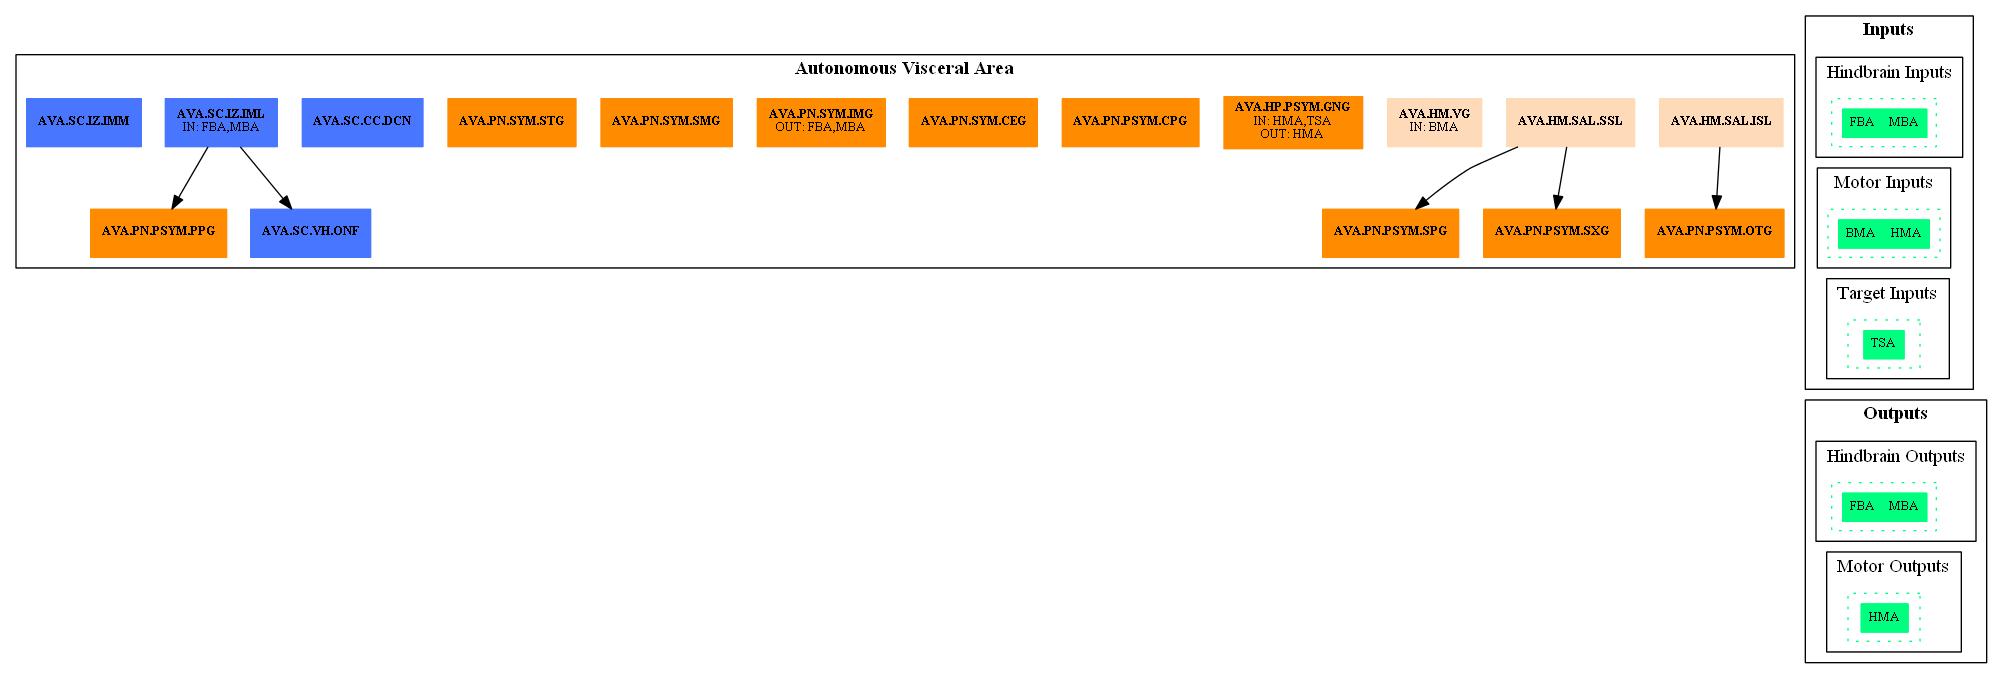 Autonomous Visceral Area
AVA.SC.IZ.IMM
AVA.SC.IZ.IML
IN: FBA,MBA
AVA.SC.CC.DCN
AVA.PN.SYM.STG
AVA.PN.SYM.SMG
AVA.PN.SYM.IMG
OUT: FBA,MBA
AVA.PN.SYM.CEG
AVA.PN.PSYM.CPG
AVA.HP.PSYM.GNG
IN: HMA,TSA
OUT: HMA
AVA.HM.VG
IN: BMA
AVA.HM.SAL.SSL
AVA.HM.SAL.ISL
AVA.PN.PSYM.PPG
AVA.SC.VH.ONF
AVA.PN.PSYM.SPG
AVA.PN.PSYM.SXG
AVA.PN.PSYM.OTG
Inputs
Hindbrain Inputs
FBA MBA
Motor Inputs
BMA HMA
Target Inputs
TSA
Outputs
Hindbrain Outputs
FBA MBA
Motor Outputs
HMA